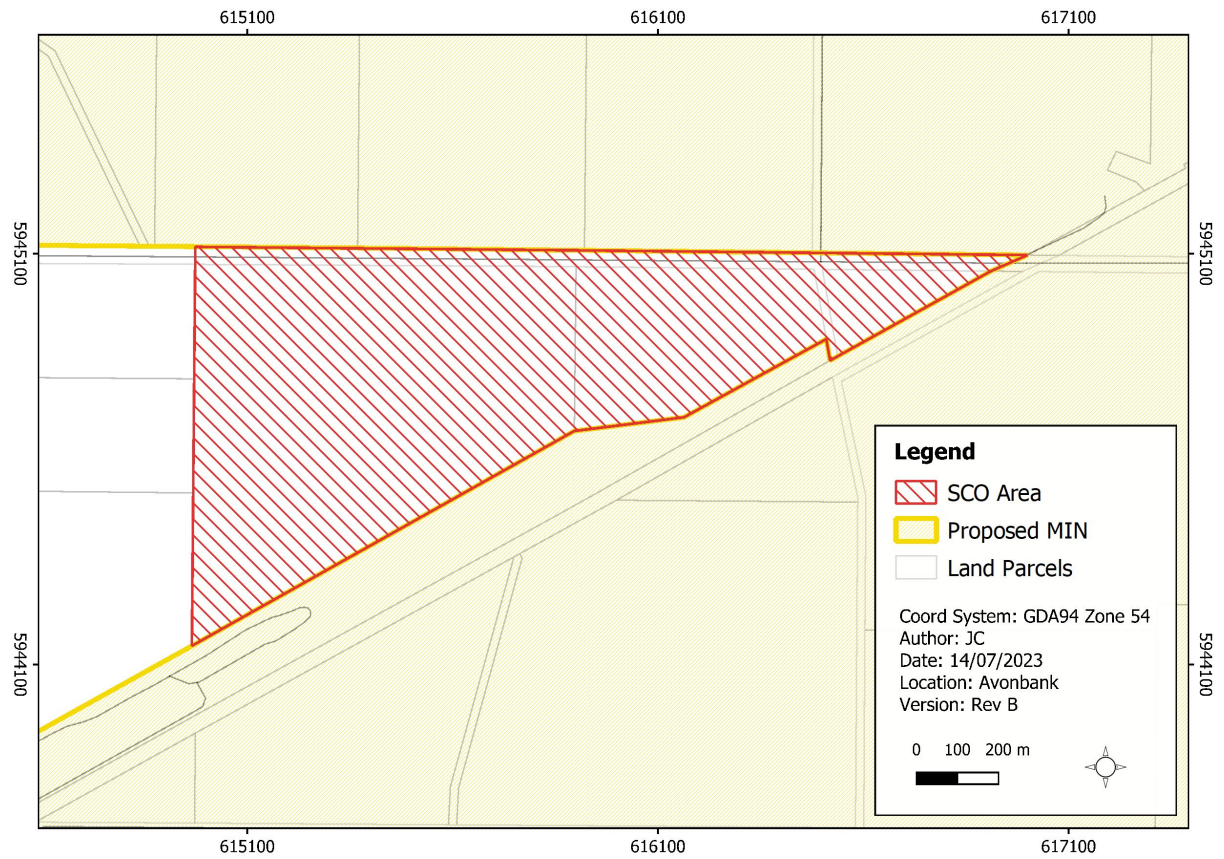 615100 616100 617100
5945100 5945100
Legend
SCO Area
Proposed MIN
Land Parcels
Coord System: GDA94 Zone 54
Author: JC
Date: 14/07/2023
Location: Avonbank
Version: Rev B
0 100 200 m
5944100 5944100
615100 616100 617100